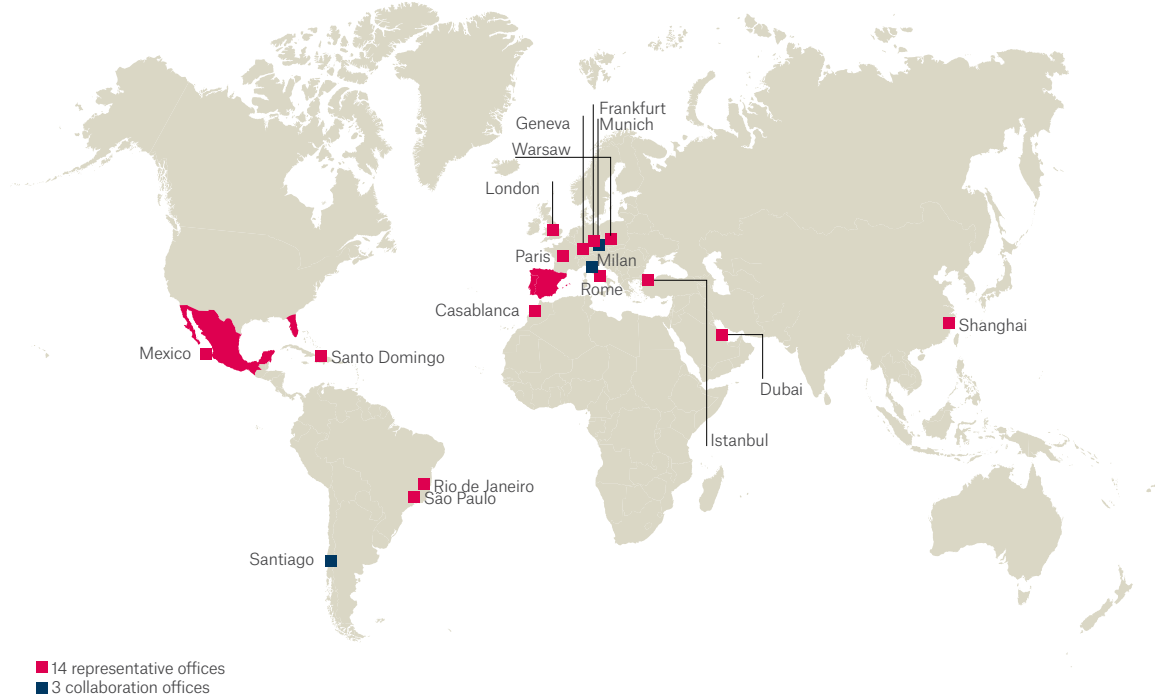 Frankfurt
Geneva
Munich
Warsaw
London
Paris
Milan
Rome
Casablanca
Shanghai
Mexico
Santo Domingo
Dubai
Istanbul
Rio de Janeiro
São Paulo
Santiago
14 representative offices
3 collaboration offices